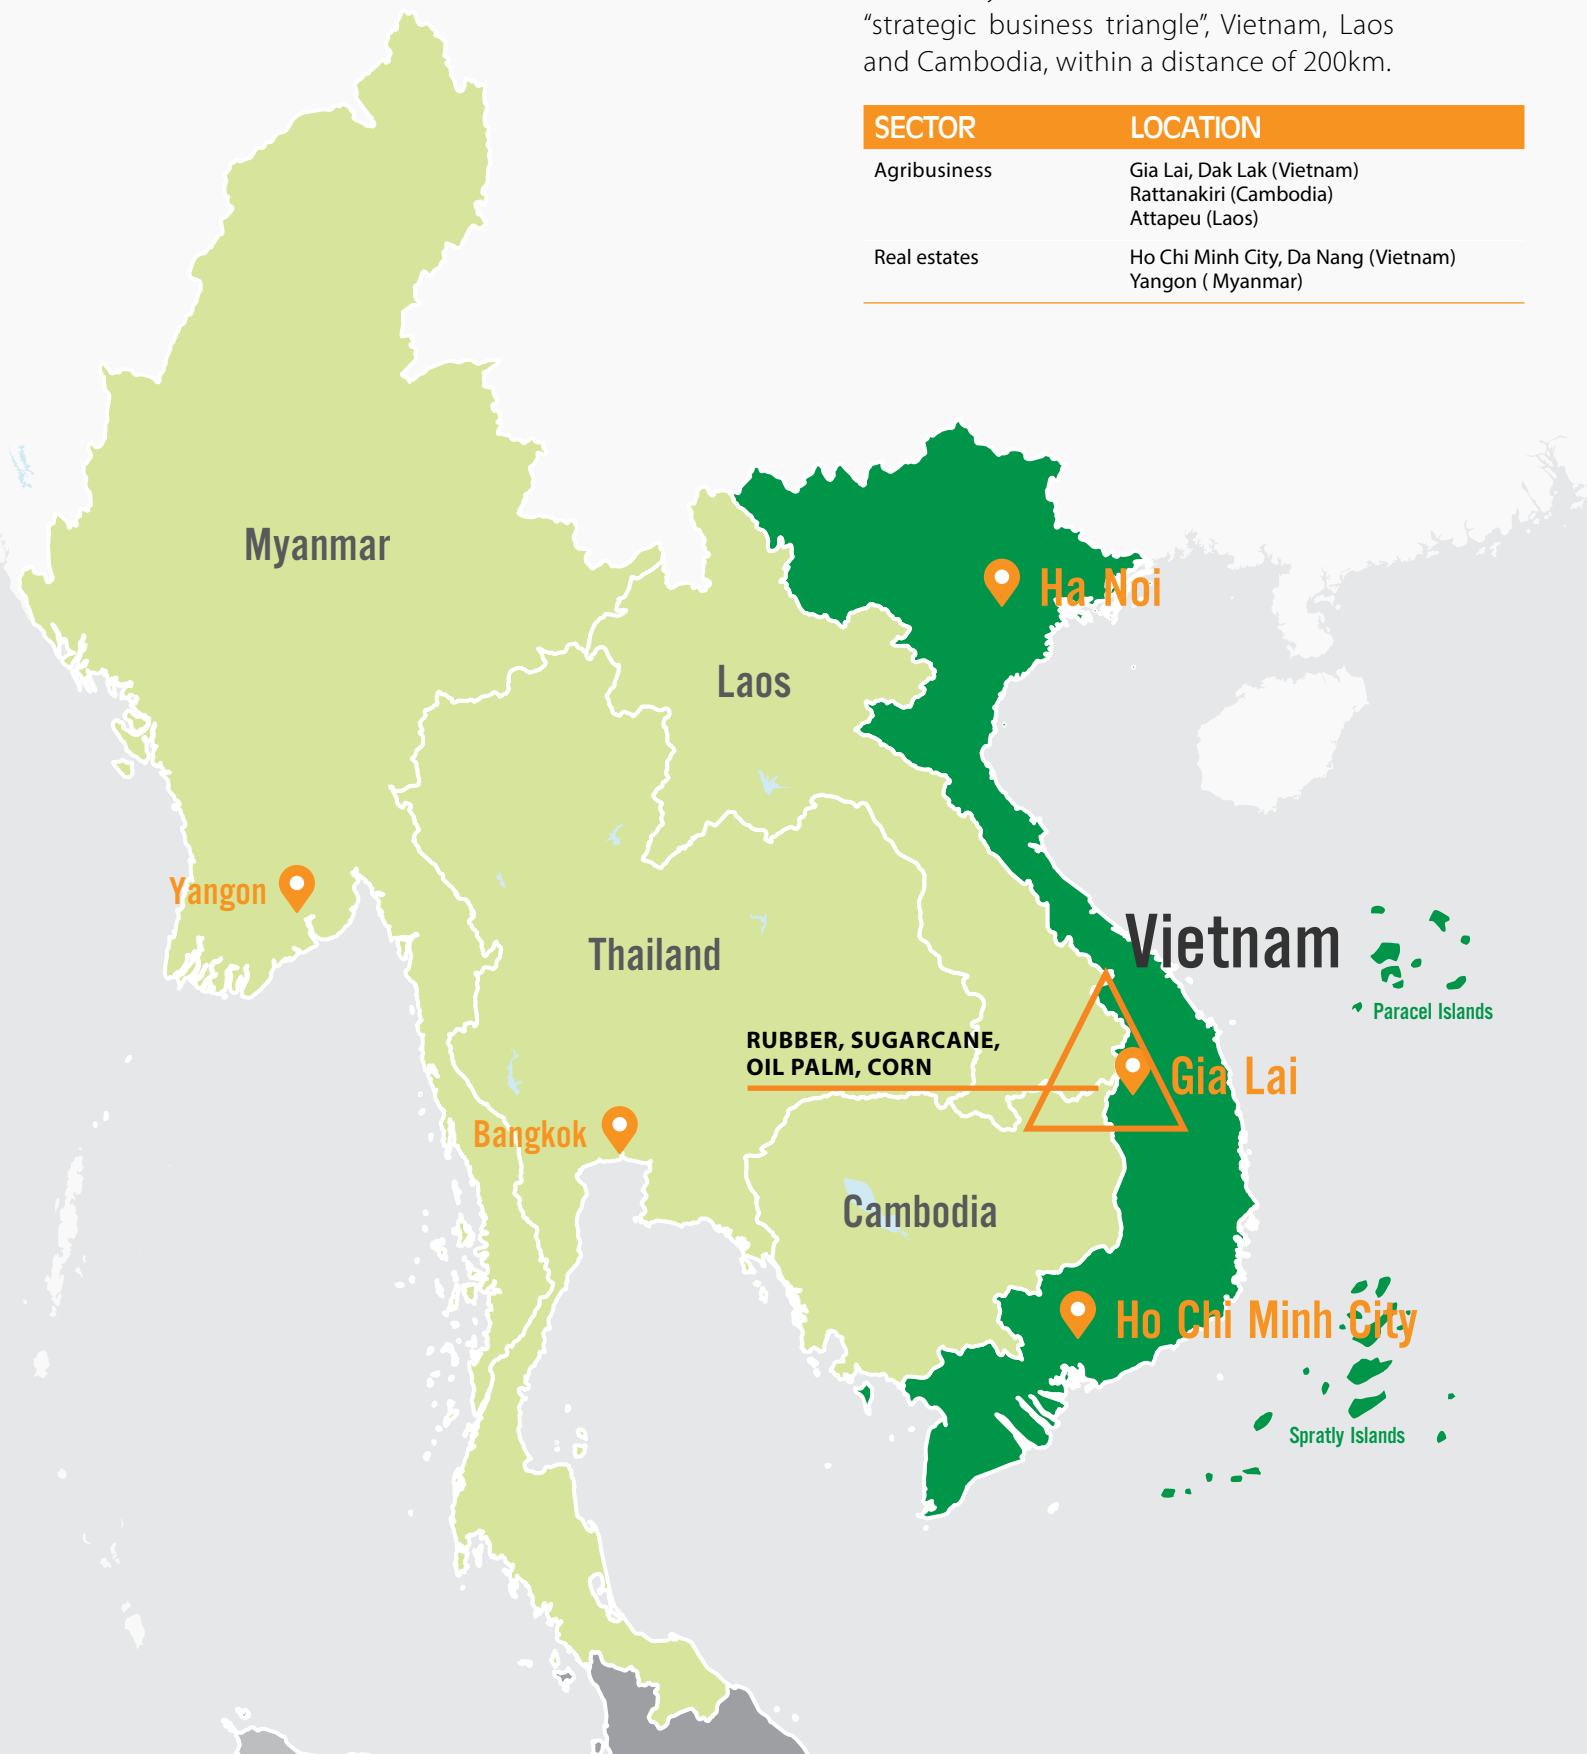 “strategic business triangle”, Vietnam, Laos
and Cambodia, within a distance of 200km.
SECTOR LOCATION
Agribusiness Gia Lai, Dak Lak (Vietnam)
Rattanakiri (Cambodia)
Attapeu (Laos)
Real estates Ho Chi Minh City, Da Nang (Vietnam)
Yangon ( Myanmar)
Myanmar
Ha Noi
Laos
Yangon
Vietnam
Thailand
Paracel Islands
RUBBER, SUGARCANE,
OIL PALM, CORN
Gia Lai
Bangkok
Cambodia
Ho Chi Minh City
Spratly Islands